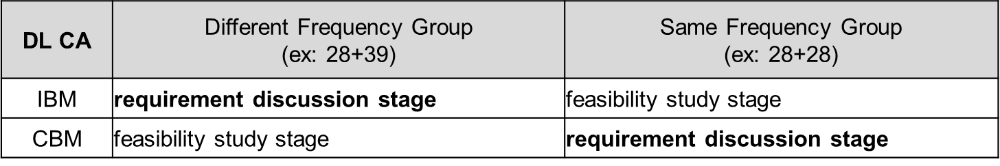 DL CA
Different Frequency Group
(ex: 28+39)
Same Frequency Group
(ex: 28+28)
IBM
requirement discussion stage
feasibility study stage
CBM
feasibility study stage
requirement discussion stage